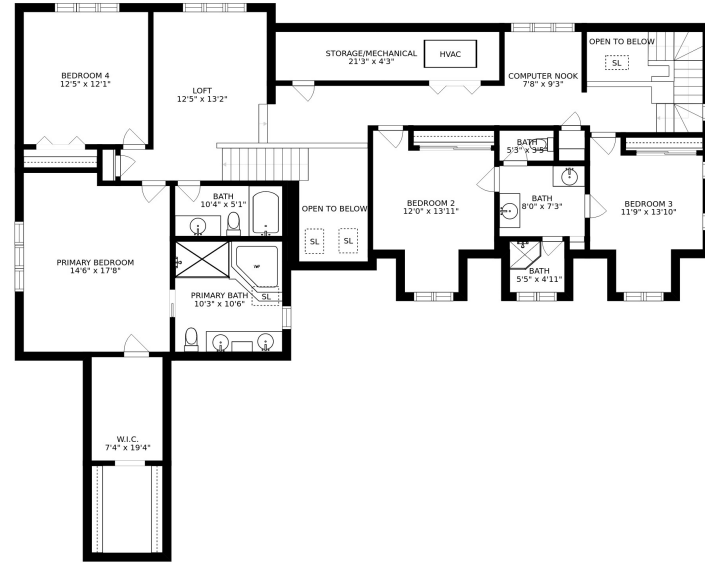 BEDROOM 4
12'5" x 12'1"
LOFT
12'5" x 13'2"
STORAGE/MECHANICAL
21'3" x 4'3"
HVAC
COMPUTER NOOK
7'8" x 9'3"
OPEN TO BELOW
SL
BATH
5'3" x 3'5"
BATH
10'4" x 5'1"
OPEN TO BELOW
SL
SL
BEDROOM 2
12'0" x 13'11"
BATH
8'0" x 7'3"
BEDROOM 3
11'9" x 13'10"
PRIMARY BEDROOM
14'6" x 17'8"
PRIMARY BATH
10'3" x 10'6"
SL
BATH
5'5" x 4'11"
W.I.C.
7'4" x 19'4"